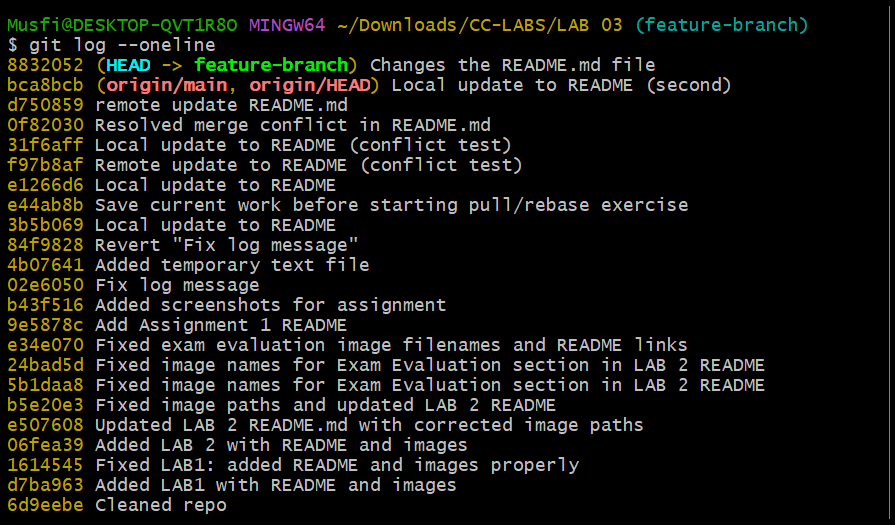 Musfi@DESKTOP-QVT1R8O MINGW64 ~/Downloads/CC-LABS/LAB 03 (feature-branch)
$ git log --oneline
8832052 (HEAD -> feature-branch) Changes the README.md file
bca8bcb (origin/main, origin/HEAD) Local update to README (second)
d750859 remote update README.md
0f82030 Resolved merge conflict in README.md
31f6aff Local update to README (conflict test)
f97b8af Remote update to README (conflict test)
e1266d6 Local update to README
e44ab8b Save current work before starting pull/rebase exercise
3b5b069 Local update to README
84f9828 Revert "Fix log message"
4b07641 Added temporary text file
02e6050 Fix log message
b43f516 Added screenshots for assignment
9e5878c Add Assignment 1 README
e34e070 Fixed exam evaluation image filenames and README links
24bad5d Fixed image names for Exam Evaluation section in LAB 2 README
5b1daa8 Fixed image names for Exam Evaluation section in LAB 2 README
b5e20e3 Fixed image paths and updated LAB 2 README
e507608 Updated LAB 2 README.md with corrected image paths
06fea39 Added LAB 2 with README and images
1614545 Fixed LAB1: added README and images properly
d7ba963 Added LAB1 with README and images
6d9eebe Cleaned repo